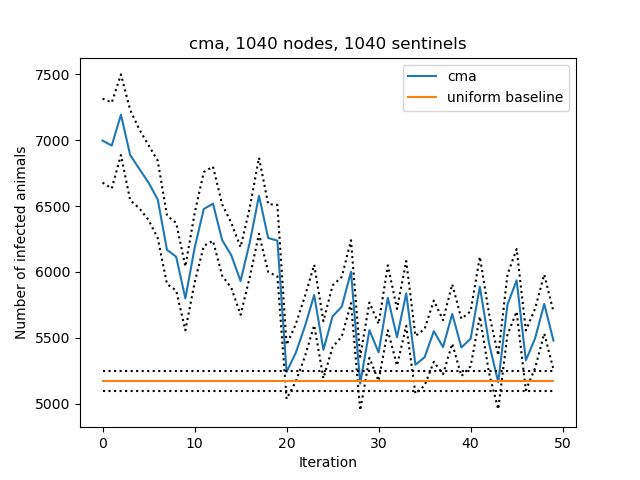 cma, 1040 nodes, 1040 sentinels
cma
uniform baseline
Number of infected animals
7500
7000
6500
6000
5500
5000
0 10 20 30 40 50
Iteration